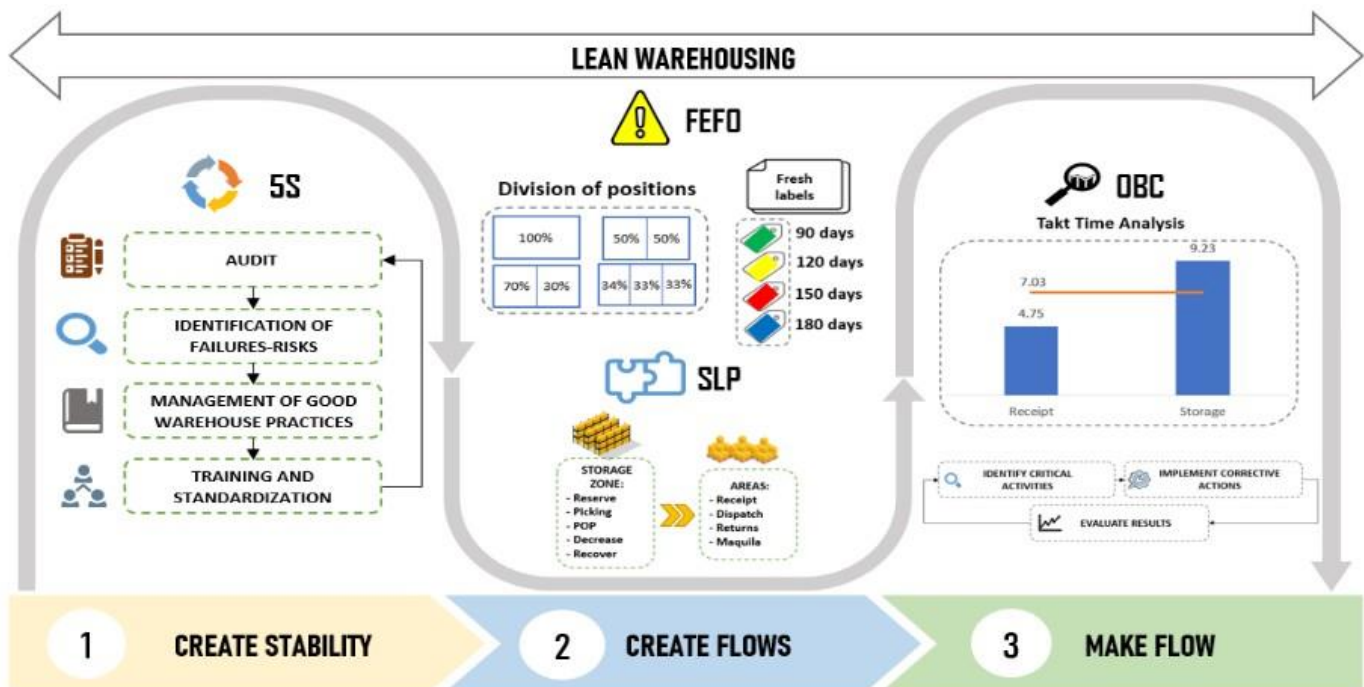 LEAN WAREHOUSING
5S
AUDIT
IDENTIFICATION OF
FAILURES-RISKS
MANAGEMENT OF GOOD
WAREHOUSE PRACTICES
TRAINING AND
STANDARDIZATION
FEFO
Division of positions
100%
50% 50%
70% 30%
34% 33% 33%
Fresh
labels
90 days
120 days
150 days
180 days
SLP
STORAGE
ZONE:
- Reserve
- Picking
- POP
- Decrease
- Recover
AREAS:
- Receipt
- Dispatch
- Returns
- Maquila
OBC
Takt Time Analysis
9.23
7.03
4.75
Receipt Storage
IDENTIFY CRITICAL
ACTIVITIES
IMPLEMENT CORRECTIVE
ACTIONS
EVALUATE RESULTS
1 CREATE STABILITY
2 CREATE FLOWS
3 MAKE FLOW